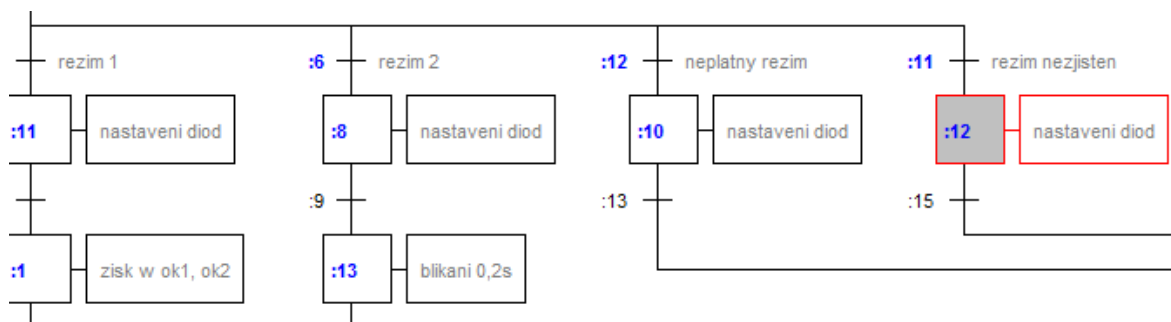 rezim 1
:6 rezim 2
:12 neplatny rezim
:11 rezim nezjisten
:11 nastaveni diod
:8 nastaveni diod
:10 nastaveni diod
:12 nastaveni diod
:9
:13
:15
:1 zisk w ok1, ok2
:13 blikani 0,2s